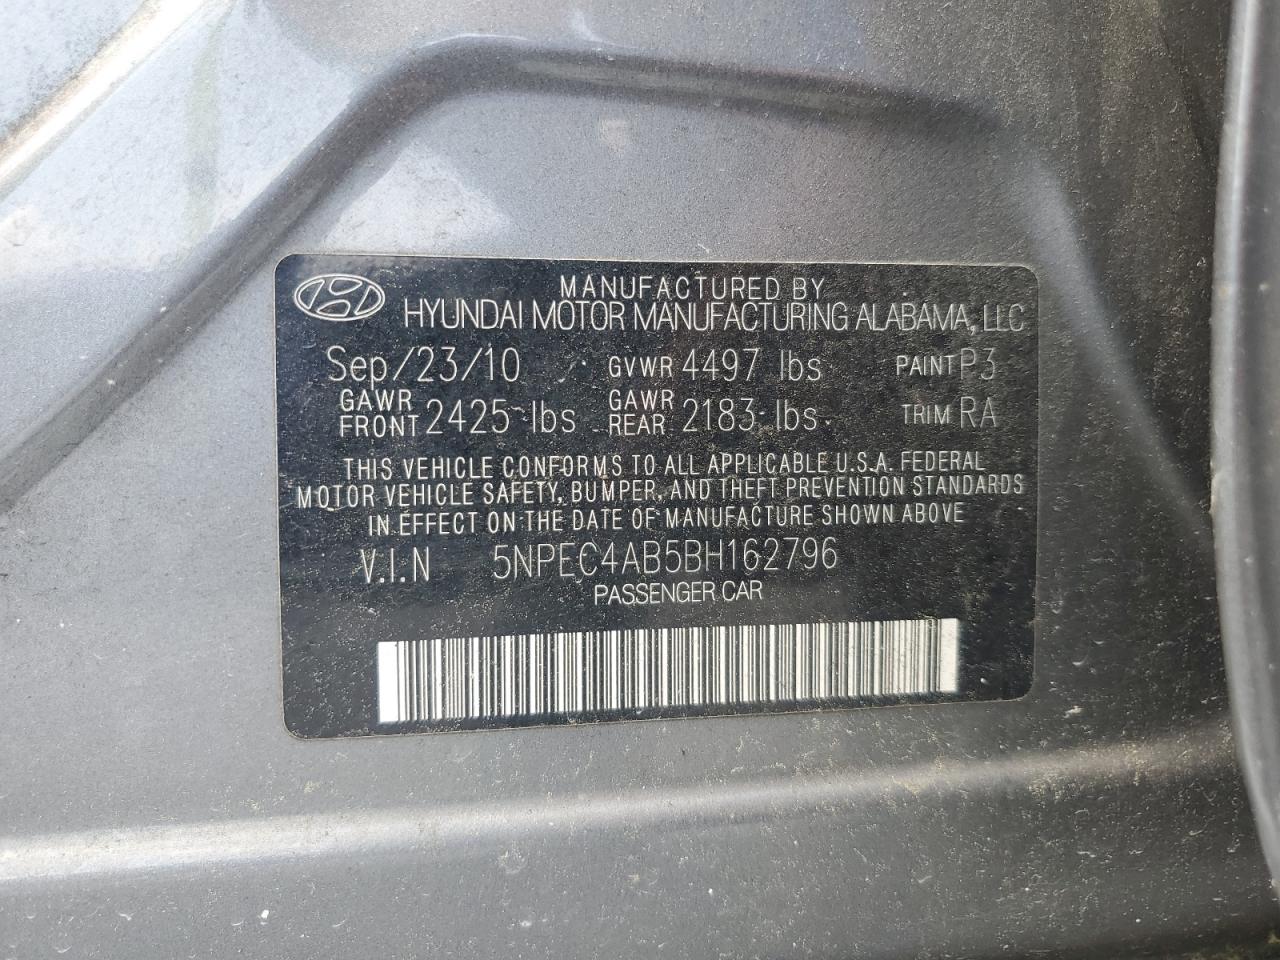 MANUFACTURED BY
HYUNDAI MOTOR MANUFACTURING ALABAMA, LLC
Sep/23/10 GVWR 4497 lbs PAINT P3
GAWR FRONT 2425 lbs GAWR REAR 2183 lbs TRIM RA
THIS VEHICLE CONFORMS TO ALL APPLICABLE U.S.A. FEDERAL
MOTOR VEHICLE SAFETY, BUMPER, AND THEFT PREVENTION STANDARDS
IN EFFECT ON THE DATE OF MANUFACTURE SHOWN ABOVE
V.I.N 5NPEC4AB5BH162796
PASSENGER CAR